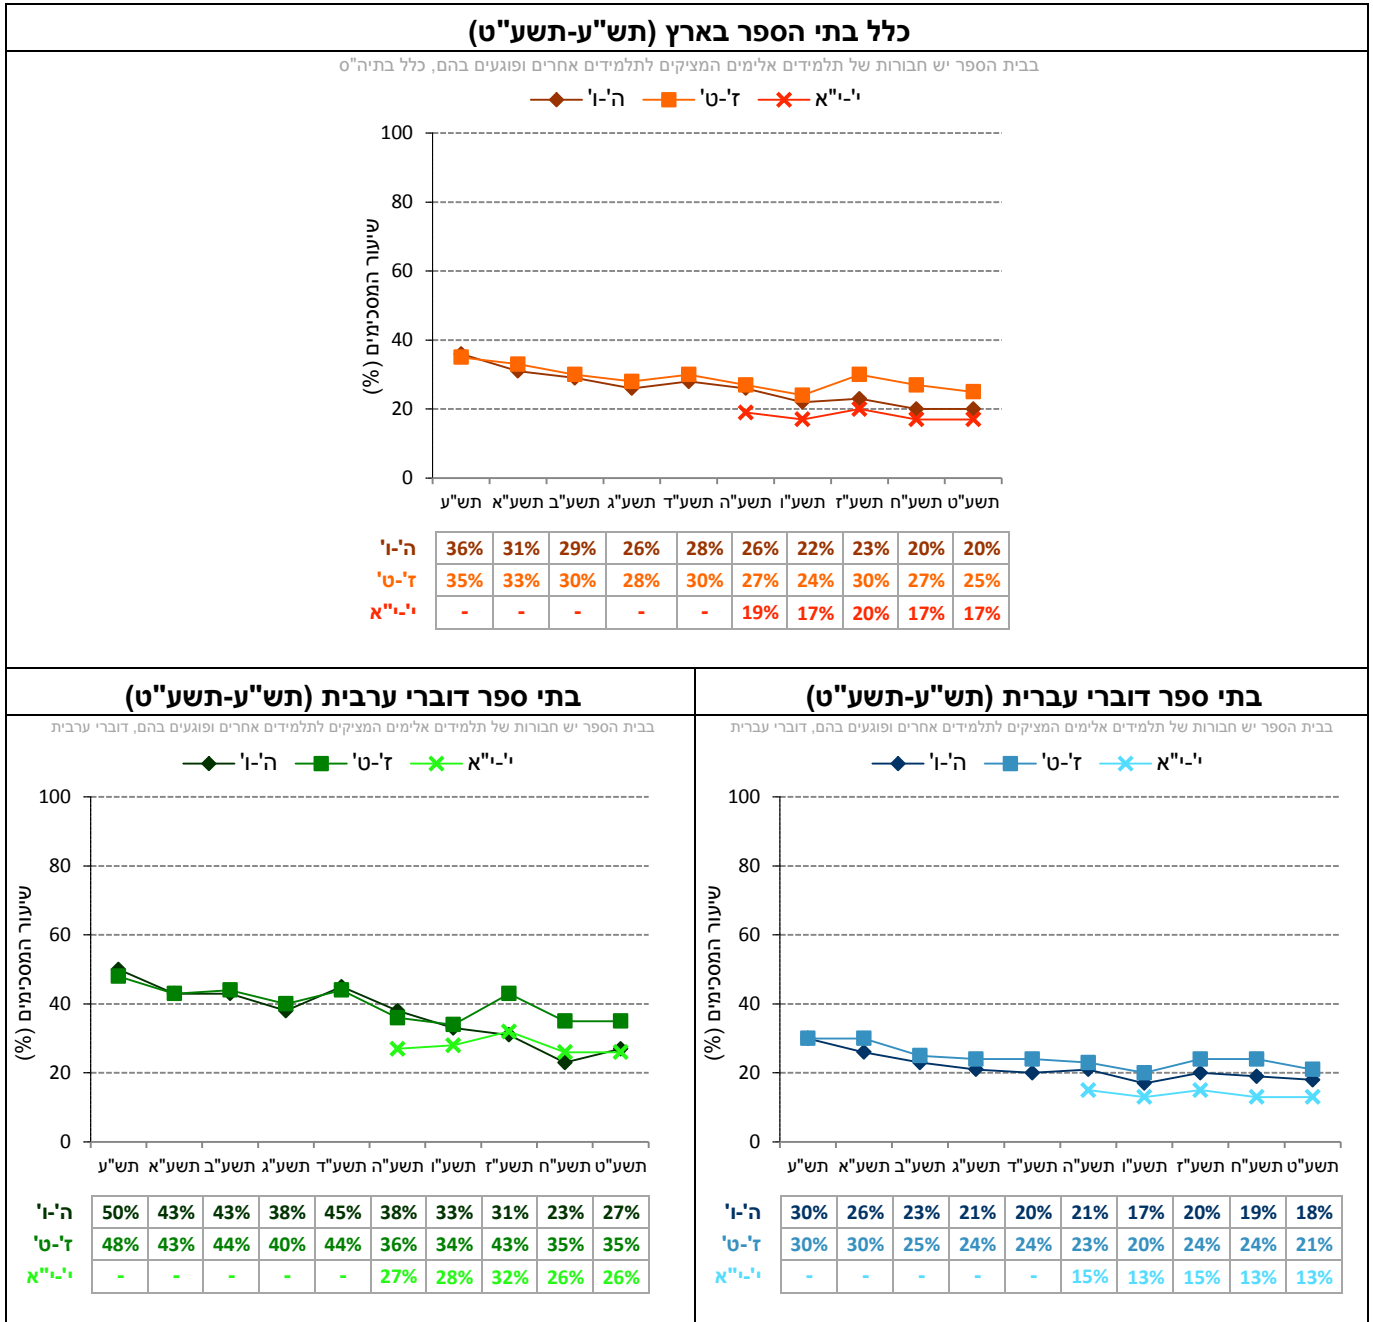 כלל בתי הספר בארץ (תש"ע-תשע"ט)
בבית הספר יש חבורות של תלמידים אלימים המציקים לתלמידים אחרים ופוגעים בהם, כלל בתיה"ס
ה'-ו' ז'-ט' י'-י"א
שיעור המסכימים (%)
100
80
60
40
20
0
תש"ע תשע"א תשע"ב תשע"ג תשע"ד תשע"ה תשע"ו תשע"ז תשע"ח תשע"ט
ה'-ו' 36% 31% 29% 26% 28% 26% 22% 23% 20% 20%
ז'-ט' 35% 33% 30% 28% 30% 27% 24% 30% 27% 25%
י'-י"א - - - - - 19% 17% 20% 17% 17%
בתי ספר דוברי עברית (תש"ע-תשע"ט)
בבית הספר יש חבורות של תלמידים אלימים המציקים לתלמידים אחרים ופוגעים בהם, דוברי עברית
ה'-ו' ז'-ט' י'-י"א
שיעור המסכימים (%)
100
80
60
40
20
0
תש"ע תשע"א תשע"ב תשע"ג תשע"ד תשע"ה תשע"ו תשע"ז תשע"ח תשע"ט
ה'-ו' 30% 26% 23% 21% 20% 21% 17% 20% 19% 18%
ז'-ט' 30% 30% 25% 24% 24% 23% 20% 24% 24% 21%
י'-י"א - - - - - 15% 13% 15% 13% 13%
בתי ספר דוברי ערבית (תש"ע-תשע"ט)
בבית הספר יש חבורות של תלמידים אלימים המציקים לתלמידים אחרים ופוגעים בהם, דוברי ערבית
ה'-ו' ז'-ט' י'-י"א
שיעור המסכימים (%)
100
80
60
40
20
0
תש"ע תשע"א תשע"ב תשע"ג תשע"ד תשע"ה תשע"ו תשע"ז תשע"ח תשע"ט
ה'-ו' 50% 43% 43% 38% 45% 38% 33% 31% 23% 27%
ז'-ט' 48% 43% 44% 40% 44% 36% 34% 43% 35% 35%
י'-י"א - - - - - 27% 28% 32% 26% 26%